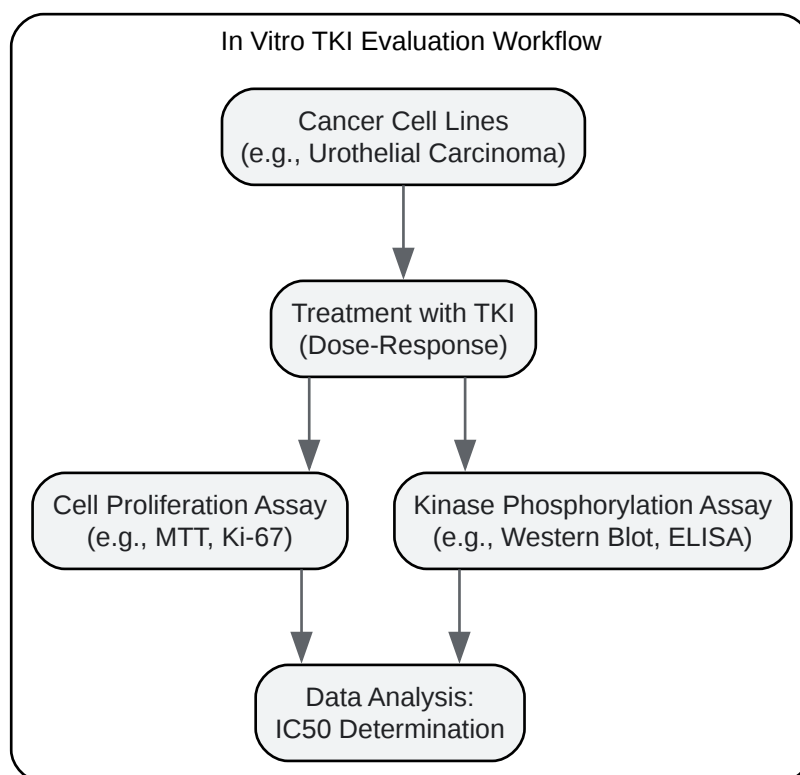 In Vitro TKI Evaluation Workflow
Cancer Cell Lines
(e.g., Urothelial Carcinoma)
Treatment with TKI
(Dose-Response)
Cell Proliferation Assay
(e.g., MTT, Ki-67)
Kinase Phosphorylation Assay
(e.g., Western Blot, ELISA)
Data Analysis:
IC50 Determination